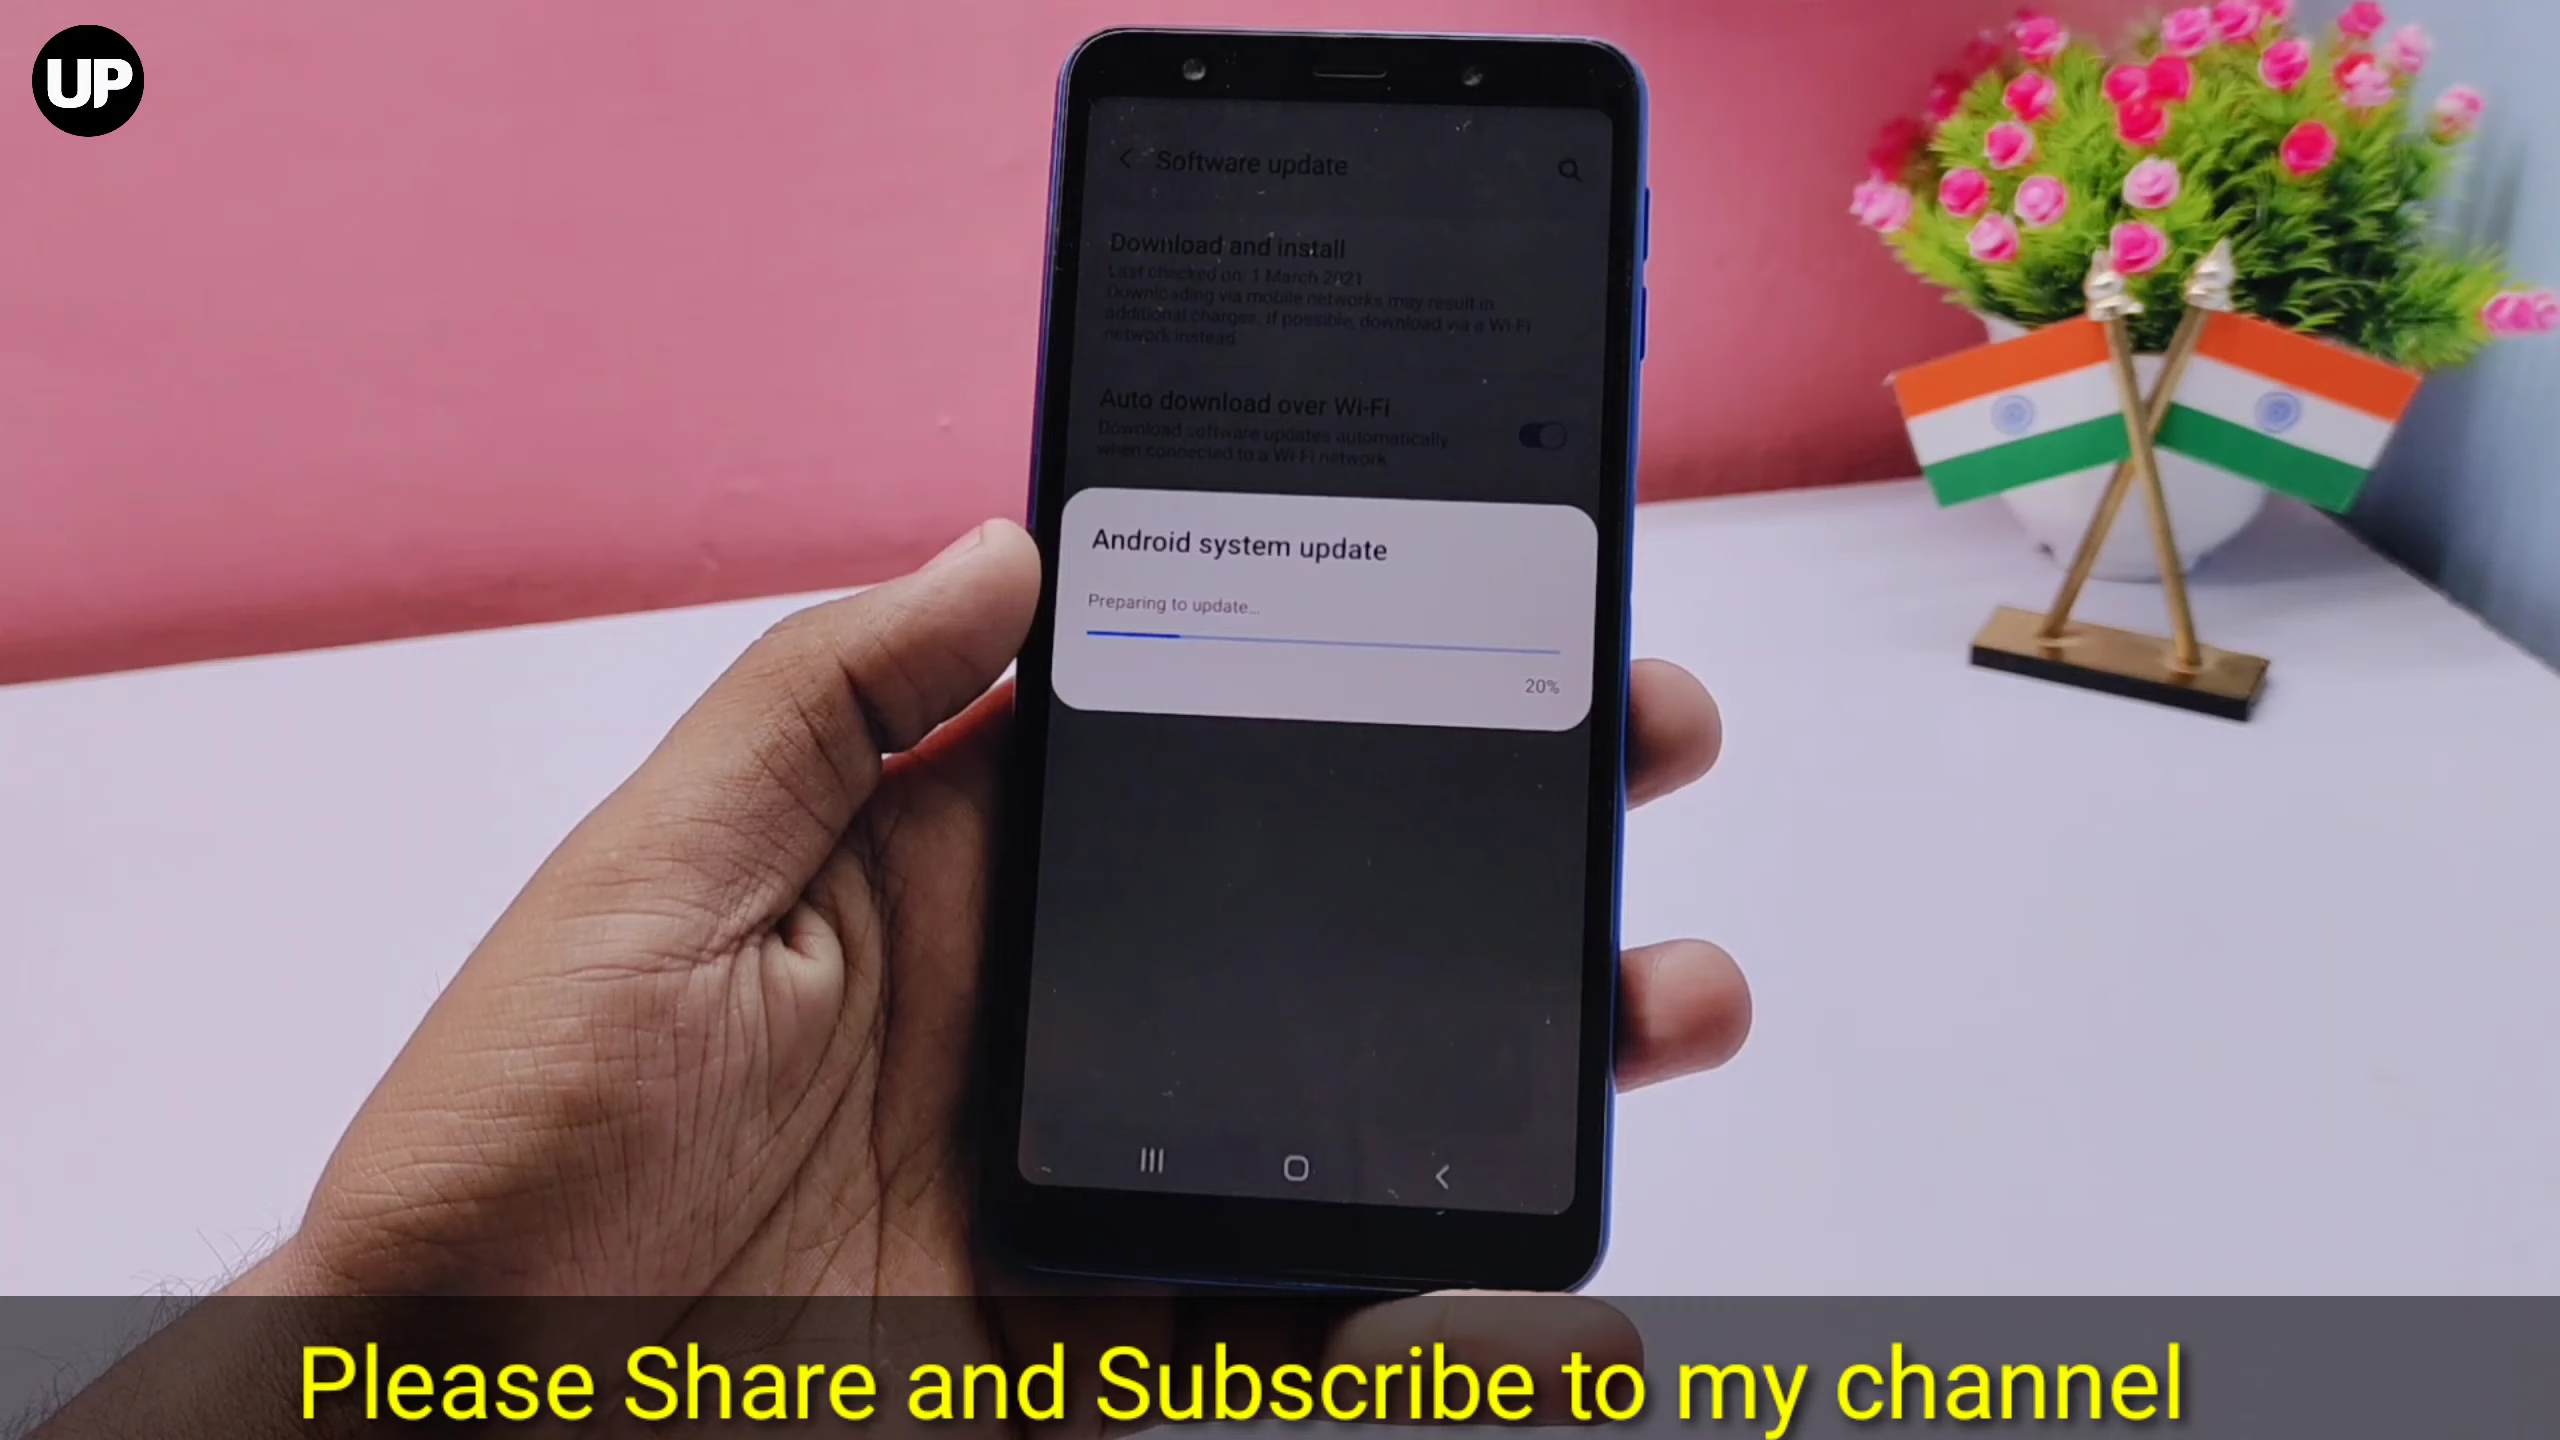 UP
Software update
Download and install
Last checked on: 1 March 2021
Downloading via mobile networks may result in
additional charges. If possible, download via a Wi-Fi
network instead.
Auto download over Wi-Fi
Download software updates automatically
when connected to a Wi-Fi network.
Android system update
Preparing to update...
20%
Please Share and Subscribe to my channel